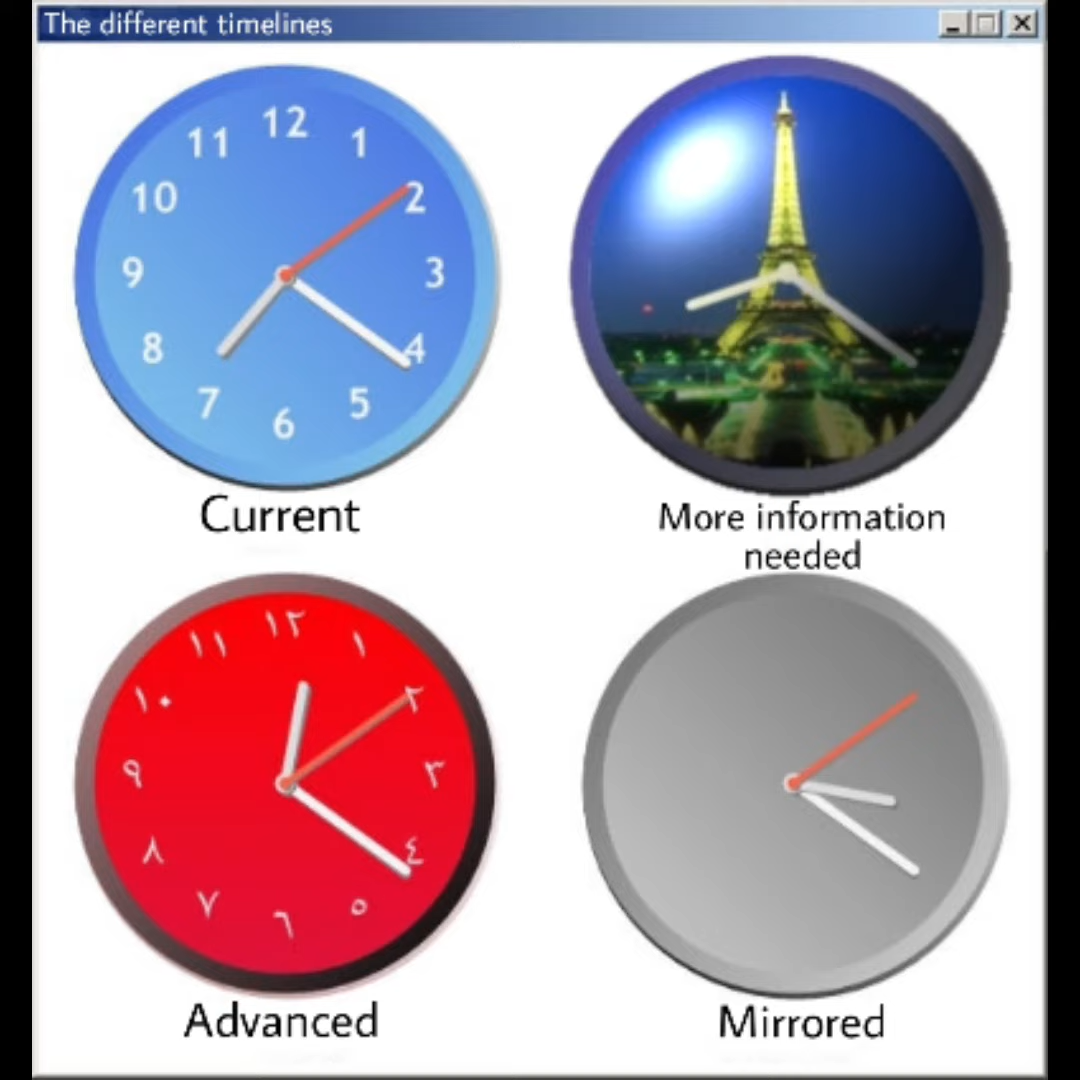 The different timelines
12
11 1
10 2
9 3
8 4
7 5
6
Current
More information
needed
١٢
١١ ١
١٠ ٢
٩ ٣
٨ ٤
٧ ٥
٦
Advanced
Mirrored